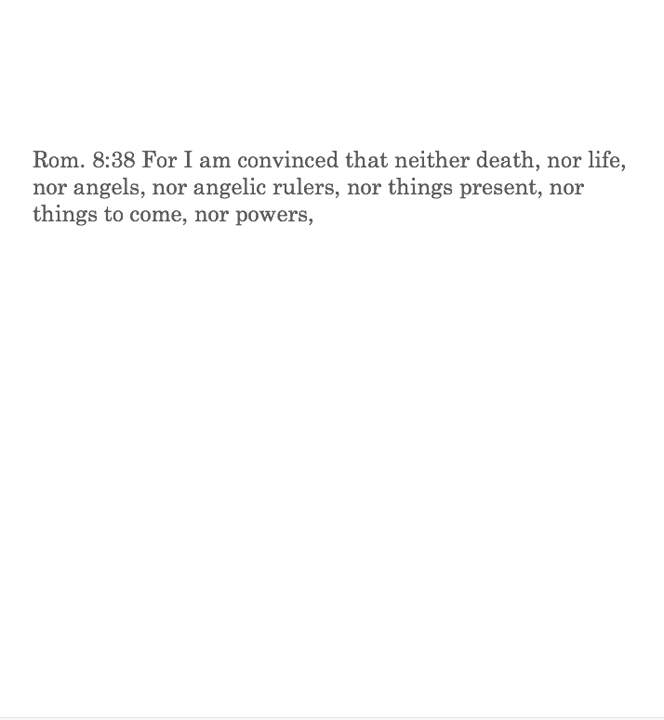 Rom. 8:38 For I am convinced that neither death, nor life,
nor angels, nor angelic rulers, nor things present, nor
things to come, nor powers,